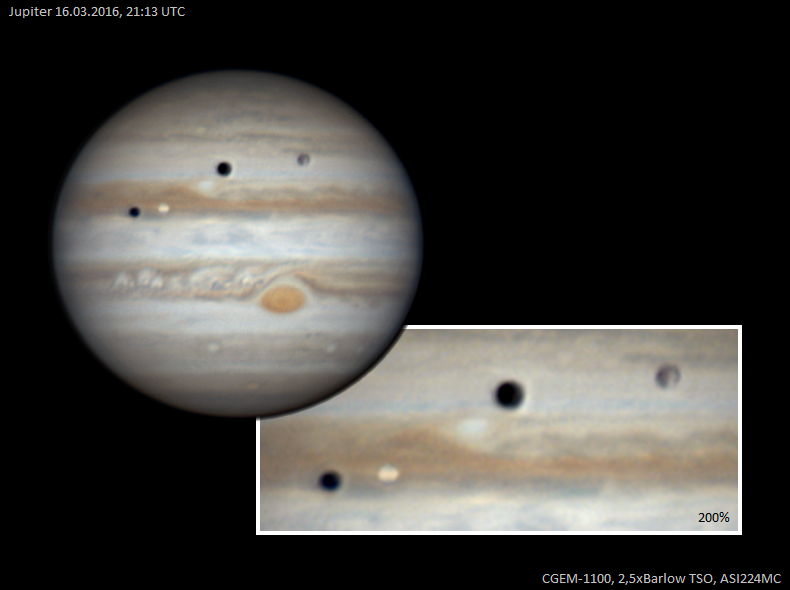 Jupiter 16.03.2016, 21:13 UTC
200%
CGEM-1100, 2,5xBarlow TSO, ASI224MC